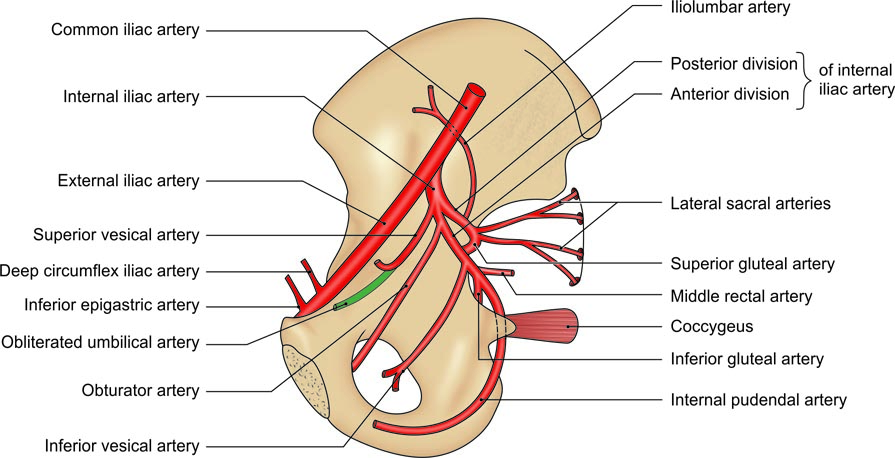 Common iliac artery
Internal iliac artery
External iliac artery
Superior vesical artery
Deep circumflex iliac artery
Inferior epigastric artery
Obliterated umbilical artery
Obturator artery
Inferior vesical artery
Iliolumbar artery
Posterior division
Anterior division
of internal
iliac artery
Lateral sacral arteries
Superior gluteal artery
Middle rectal artery
Coccygeus
Inferior gluteal artery
Internal pudendal artery